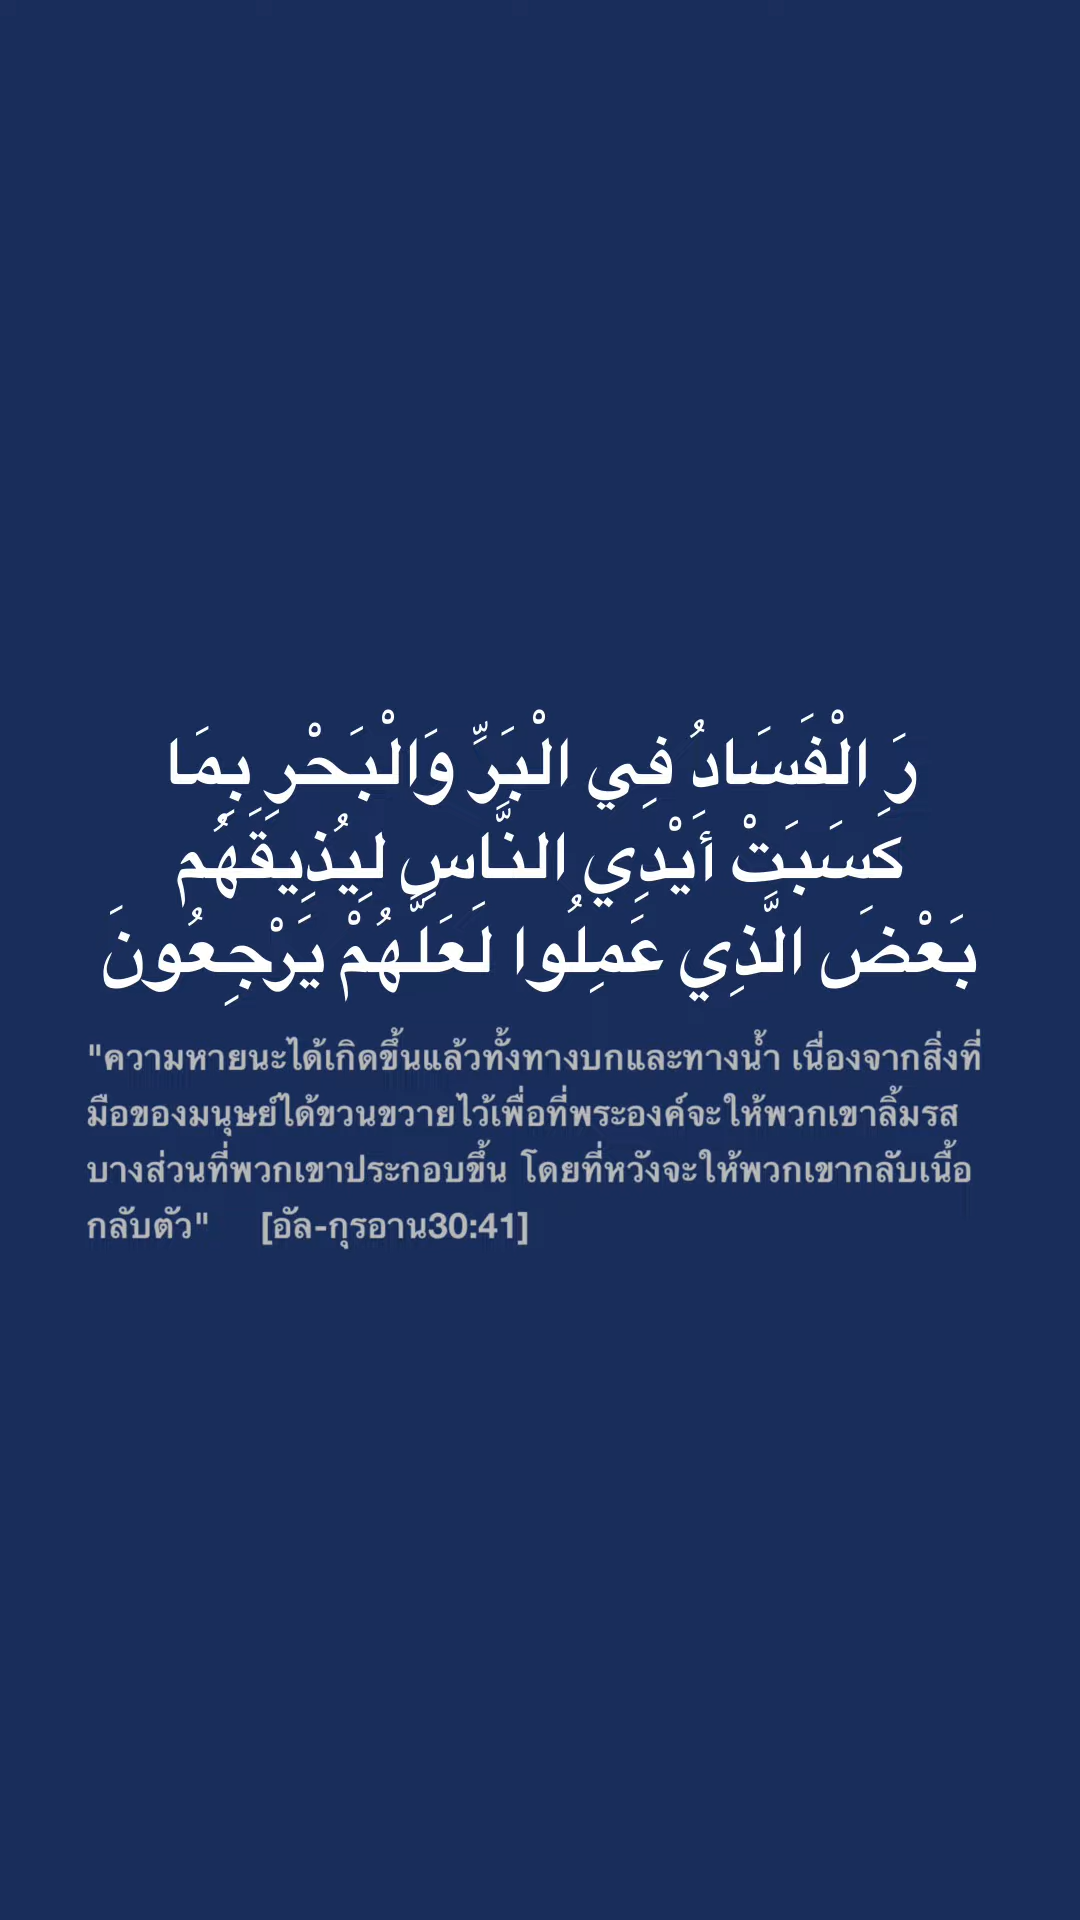 رَ الْفَسَادُ فِي الْبَرِّ وَالْبَحْرِ بِمَا
كَسَبَتْ أَيْدِي النَّاسِ لِيُذِيقَهُم
بَعْضَ الَّذِي عَمِلُوا لَعَلَّهُمْ يَرْجِعُونَ
"ความหายนะได้เกิดขึ้นแล้วทั้งทางบกและทางน้ำ เนื่องจากสิ่งที่
มือของมนุษย์ได้ขวนขวายไว้เพื่อที่พระองค์จะให้พวกเขาลิ้มรส
บางส่วนที่พวกเขาประกอบขึ้น โดยที่หวังจะให้พวกเขากลับเนื้อ
กลับตัว" [อัล-กุรอาน30:41]